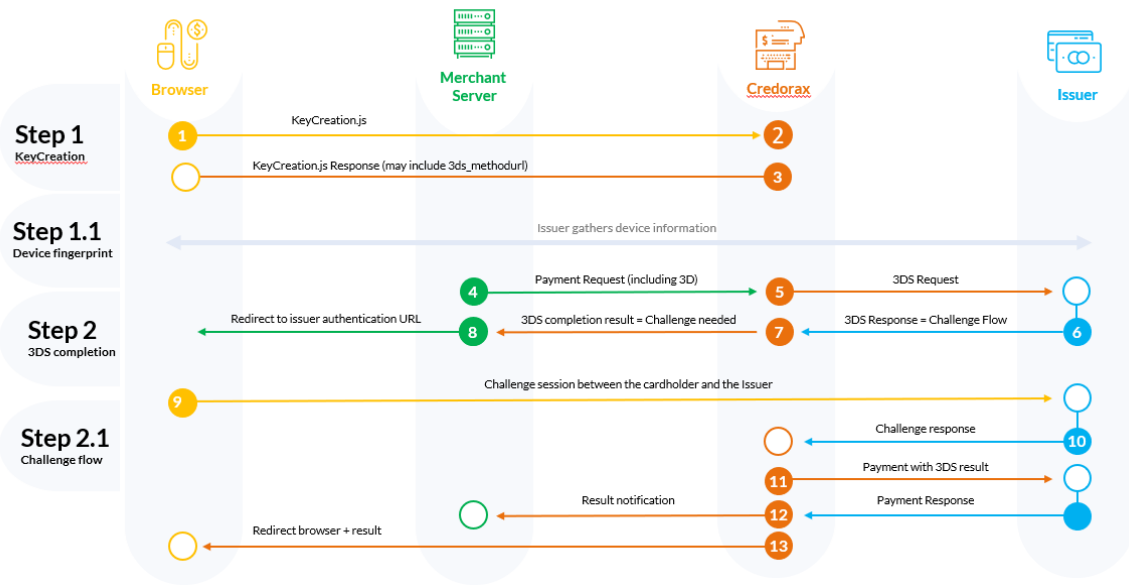 $
Browser
Merchant
Server
$
Credorax
Issuer
Step 1
KeyCreation
KeyCreation.js
1
2
KeyCreation.js Response (may include 3ds_methodurl)
3
Step 1.1
Device fingerprint
Issuer gathers device information
Step 2
3DS completion
4
Payment Request (including 3D)
5
3DS Request
Redirect to issuer authentication URL
8
3DS completion result = Challenge needed
7
3DS Response = Challenge Flow
6
Step 2.1
Challenge flow
9
Challenge session between the cardholder and the Issuer
Challenge response
10
11
Payment with 3DS result
Result notification
12
Payment Response
Redirect browser + result
13